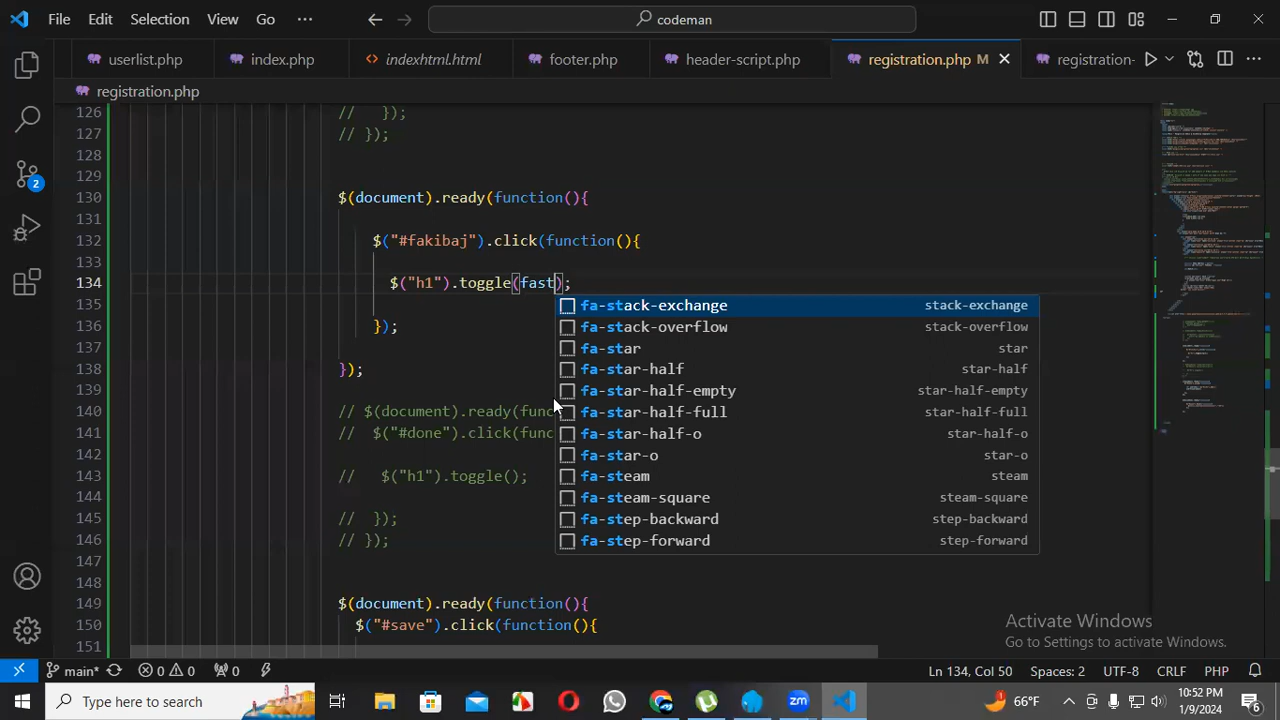 File Edit Selection View Go ··· codeman
userlist.php index.php indexhtml.html footer.php header-script.php registration.php M registration-
registration.php
126 // });
127 // });
128
130 $(document).ready(function(){
131
132 $("#fakibaj").click(function(){
133
$("h1").toggle(fast);
fa-stack-exchange stack-exchange
fa-stack-overflow stack-overflow
136 });
fa-star star
137
fa-star-half star-half
138 });
fa-star-half-empty star-half-empty
139
fa-star-half-full star-half-full
140 // $(document).ready(func
fa-star-half-o star-half-o
141 // $("#done").click(func
fa-star-o star-o
fa-steam steam
143 // $("h1").toggle();
fa-steam-square steam-square
144
fa-step-backward step-backward
145 // });
fa-step-forward step-forward
146 // });
147
148
149 $(document).ready(function(){
150 $("#save").click(function(){
151
Activate Windows
Go to Settings to activate Windows.
2
main* 0 0 0 Ln 134, Col 50 Spaces: 2 UTF-8 CRLF PHP
Type here to search zm 66°F 10:52 PM
1/9/2024 6